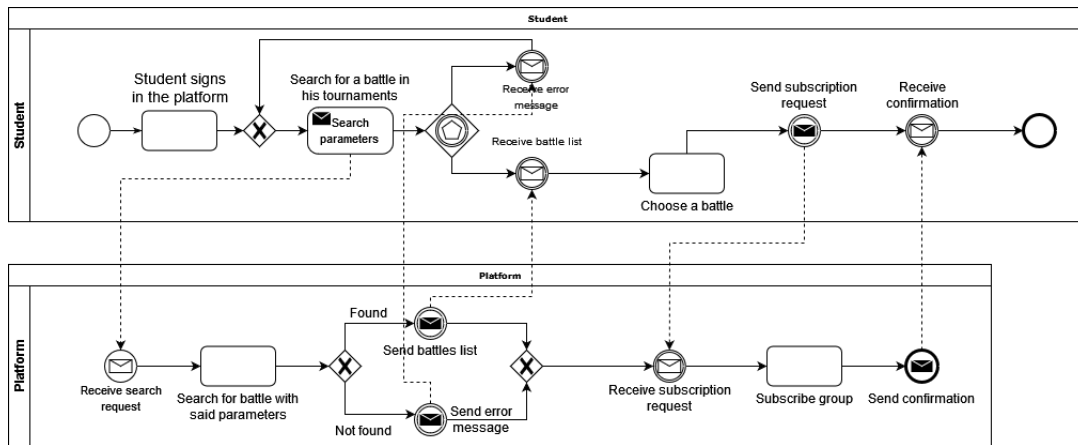 Student
Student
Student signs
in the platform
Search for a battle in
his tournaments
Search
parameters
Receive error
message
Receive battle list
Choose a battle
Send subscription
request
Receive
confirmation
Platform
Platform
Receive search
request
Search for battle with
said parameters
Found
Not found
Send battles list
Send error
message
Receive subscription
request
Subscribe group
Send confirmation